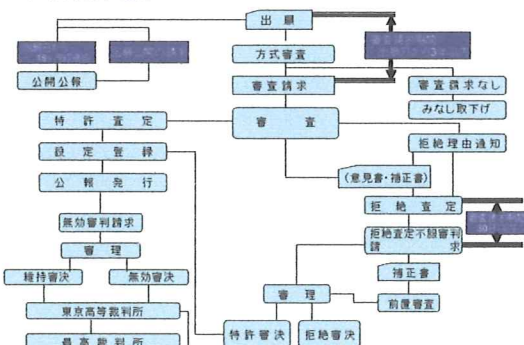 出 願
方式審査
公開公報
審査請求
審査請求なし
みなし取下げ
特 許 査 定
審 査
設 定 登 録
拒絶理由通知
公 報 発 行
(意見書・補正書)
拒 絶 査 定
無効審判請求
拒絶査定不服審判
請 求
審 理
補正書
維持審決
無効審決
審 理
前置審査
東京高等裁判所
特許審決
拒絶審決
最 高 裁 判 所